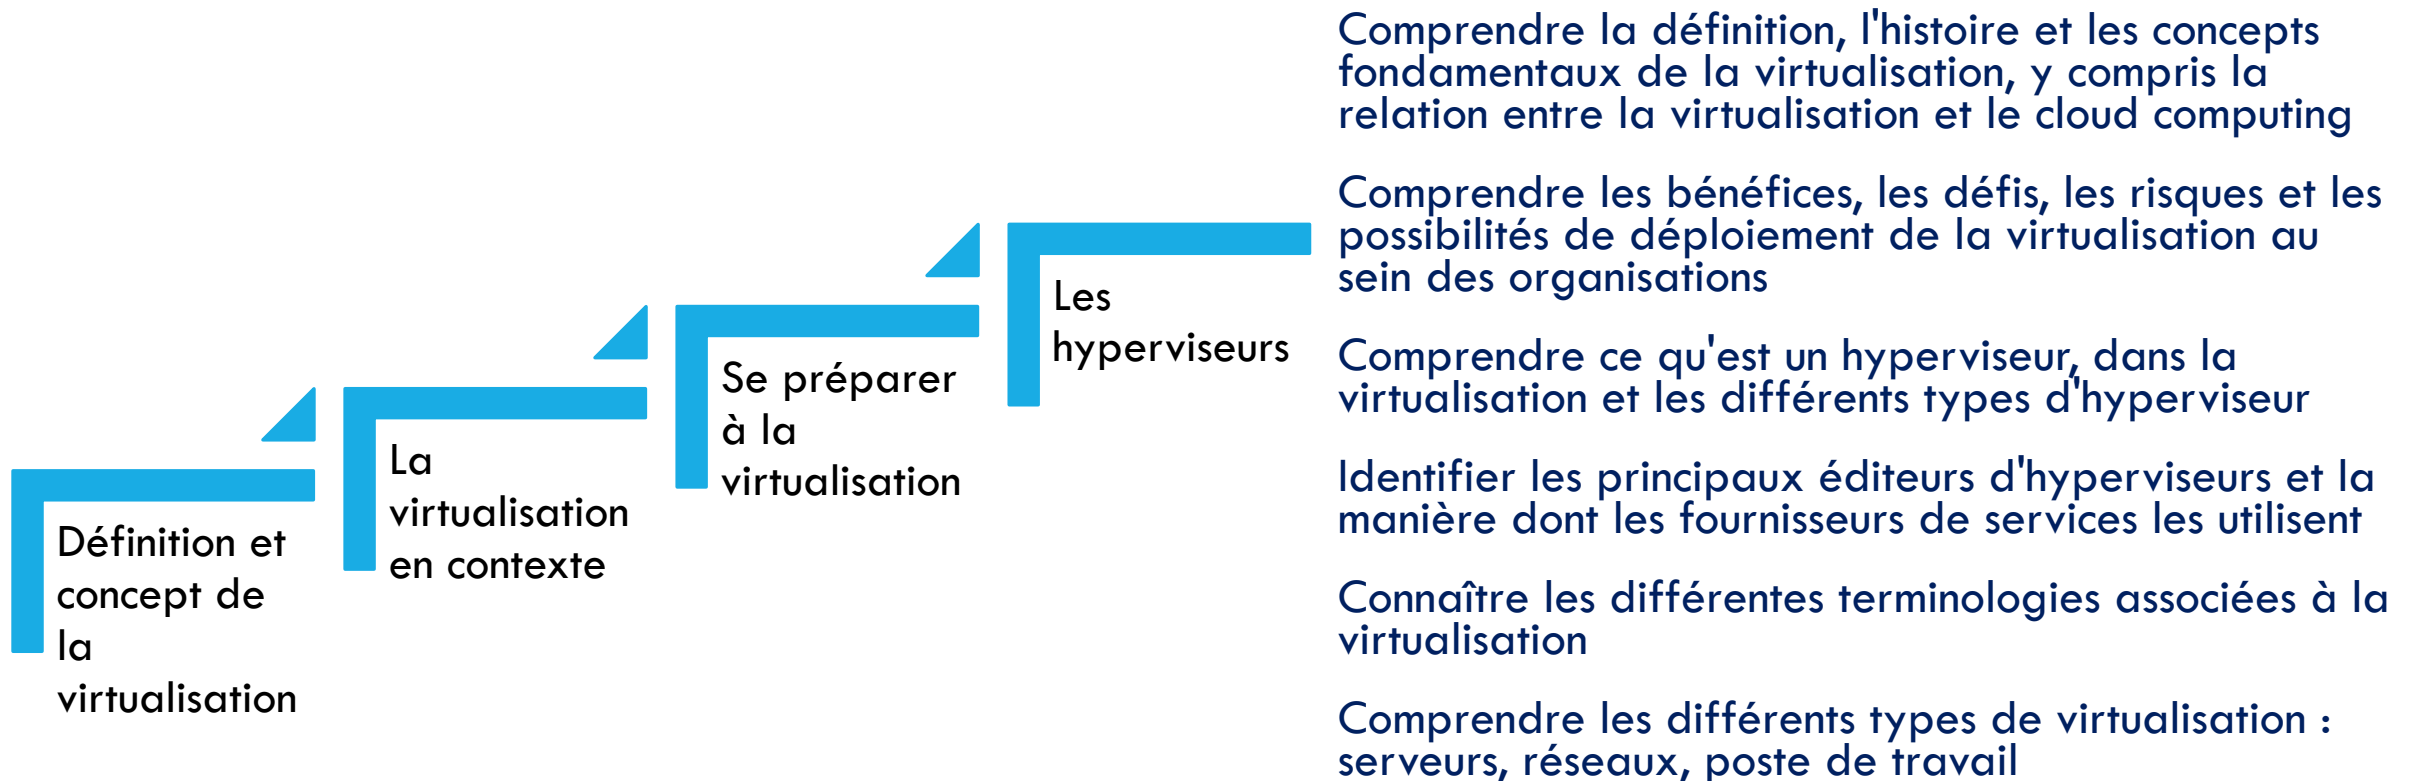 Définition et
concept de
la
virtualisation
La
virtualisation
en contexte
Se préparer
à la
virtualisation
Les
hyperviseurs
Comprendre la définition, l'histoire et les concepts
fondamentaux de la virtualisation, y compris la
relation entre la virtualisation et le cloud computing
Comprendre les bénéfices, les défis, les risques et les
possibilités de déploiement de la virtualisation au
sein des organisations
Comprendre ce qu'est un hyperviseur, dans la
virtualisation et les différents types d'hyperviseur
Identifier les principaux éditeurs d'hyperviseurs et la
manière dont les fournisseurs de services les utilisent
Connaître les différentes terminologies associées à la
virtualisation
Comprendre les différents types de virtualisation :
serveurs, réseaux, poste de travail